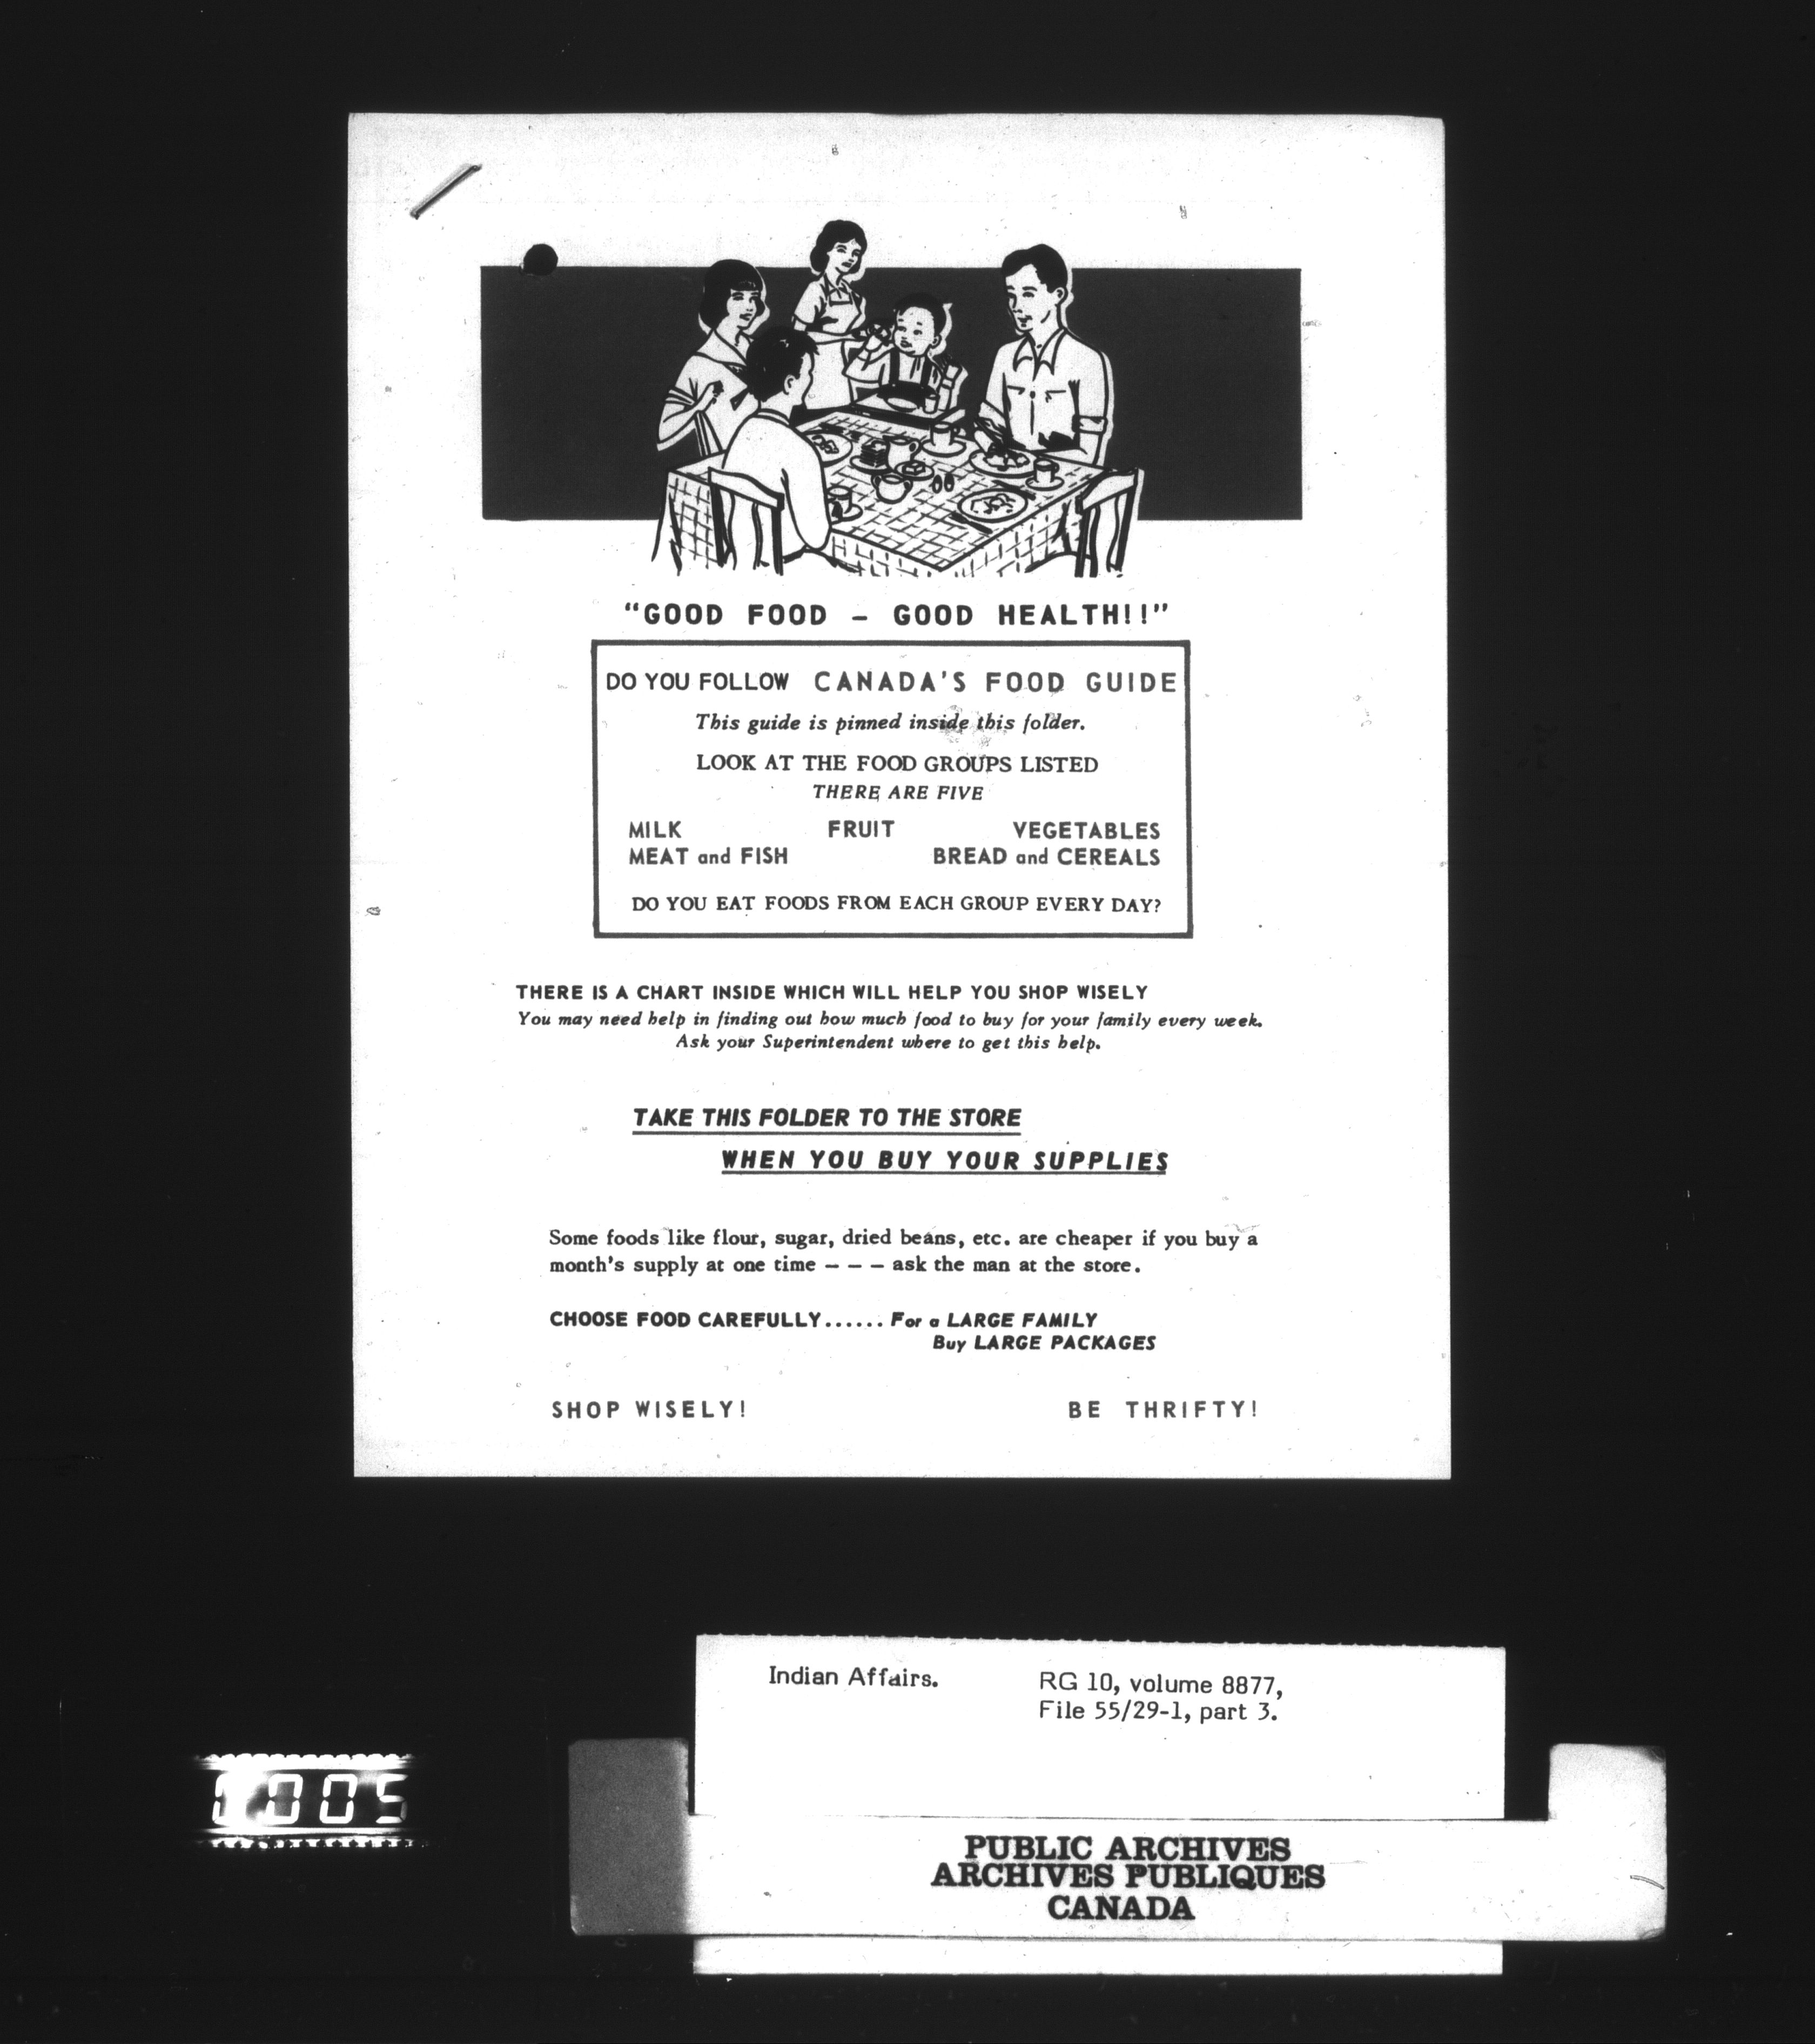 "GOOD FOOD – GOOD HEALTH!!"
DO YOU FOLLOW CANADA'S FOOD GUIDE
This guide is pinned inside this folder.
LOOK AT THE FOOD GROUPS LISTED
THERE ARE FIVE
MILK FRUIT VEGETABLES
MEAT and FISH BREAD and CEREALS
DO YOU EAT FOODS FROM EACH GROUP EVERY DAY?
THERE IS A CHART INSIDE WHICH WILL HELP YOU SHOP WISELY
You may need help in finding out how much food to buy for your family every week.
Ask your Superintendent where to get this help.
TAKE THIS FOLDER TO THE STORE
WHEN YOU BUY YOUR SUPPLIES
Some foods like flour, sugar, dried beans, etc. are cheaper if you buy a
month's supply at one time – – – ask the man at the store.
CHOOSE FOOD CAREFULLY...... For a LARGE FAMILY
Buy LARGE PACKAGES
SHOP WISELY! BE THRIFTY!
Indian Affairs. RG 10, volume 8877,
File 55/29-1, part 3.
PUBLIC ARCHIVES
ARCHIVES PUBLIQUES
CANADA